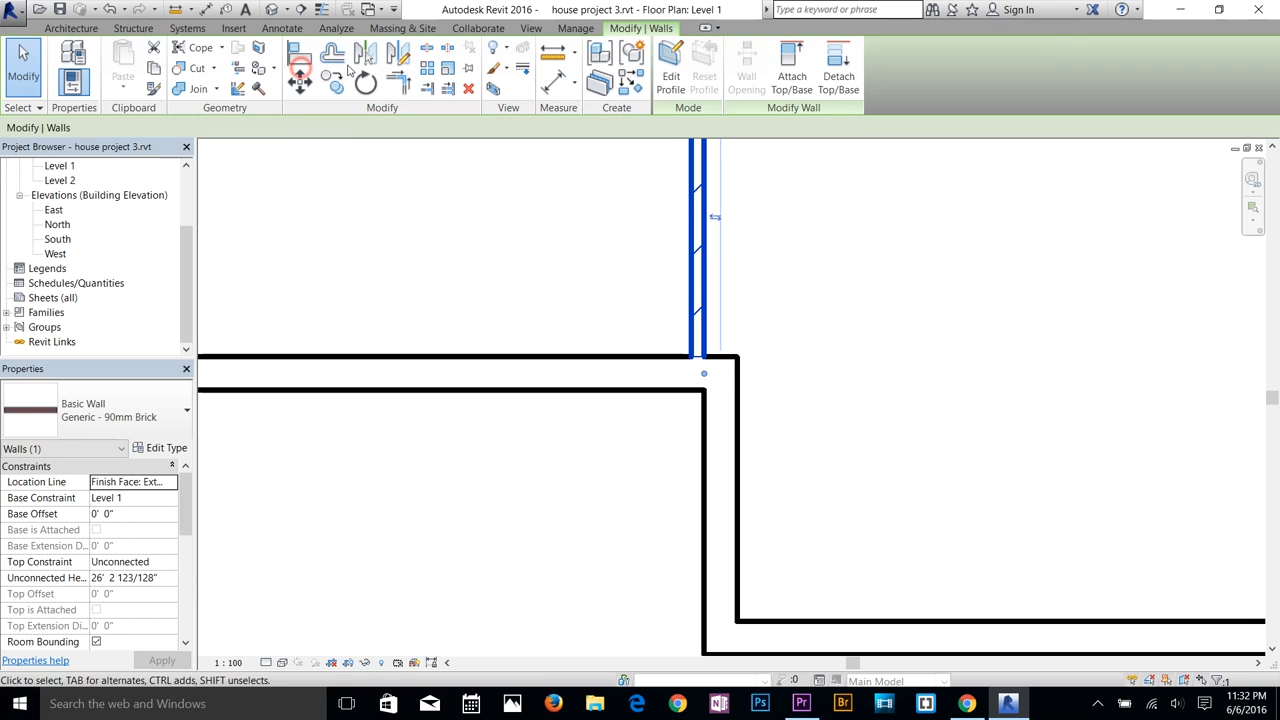 Autodesk Revit 2016 - house project 3.rvt - Floor Plan: Level 1
Type a keyword or phrase
Sign In
Architecture Structure Systems Insert Annotate Analyze Massing & Site Collaborate View Manage Add-Ins Modify | Walls
Modify
Paste
Cope
Cut
Join
Edit Profile
Reset Profile
Wall Opening
Attach Top/Base
Detach Top/Base
Select Properties Clipboard Geometry Modify View Measure Create Mode Modify Wall
Modify | Walls
Project Browser - house project 3.rvt
Level 1
Level 2
Elevations (Building Elevation)
East
North
South
West
Legends
Schedules/Quantities
Sheets (all)
Families
Groups
Revit Links
Properties
Basic Wall
Generic - 90mm Brick
Walls (1) Edit Type
Constraints
Location Line Finish Face: Ext...
Base Constraint Level 1
Base Offset 0' 0"
Base is Attached
Base Extension D... 0' 0"
Top Constraint Unconnected
Unconnected He... 26' 2 123/128"
Top Offset 0' 0"
Top is Attached
Top Extension Di... 0' 0"
Room Bounding
Properties help Apply
1 : 100
Click to select, TAB for alternates, CTRL adds, SHIFT unselects.
:0
Main Model
:1
Search the web and Windows
11:32 PM
6/6/2016